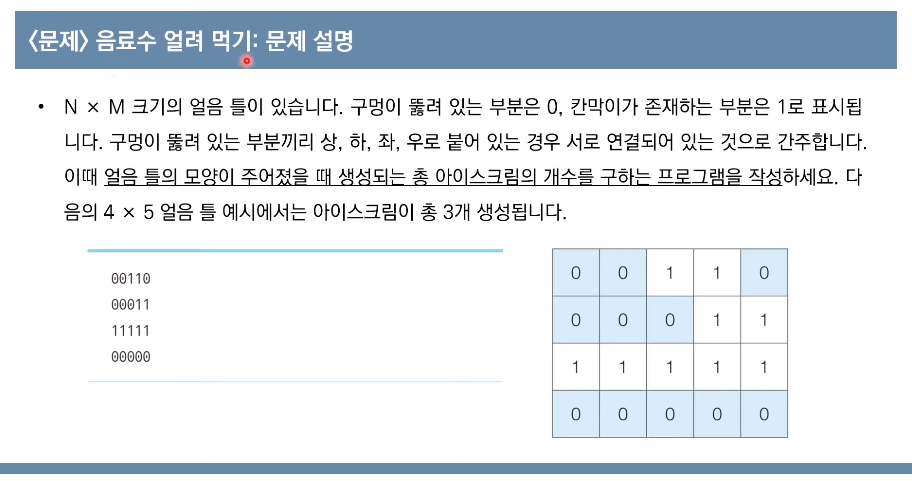 <문제> 음료수 얼려 먹기: 문제 설명
• N × M 크기의 얼음 틀이 있습니다. 구멍이 뚫려 있는 부분은 0, 칸막이가 존재하는 부분은 1로 표시됩
니다. 구멍이 뚫려 있는 부분끼리 상, 하, 좌, 우로 붙어 있는 경우 서로 연결되어 있는 것으로 간주합니다.
이때 얼음 틀의 모양이 주어졌을 때 생성되는 총 아이스크림의 개수를 구하는 프로그램을 작성하세요. 다
음의 4 × 5 얼음 틀 예시에서는 아이스크림이 총 3개 생성됩니다.
00110
00011
11111
00000
0 0 1 1 0
0 0 0 1 1
1 1 1 1 1
0 0 0 0 0